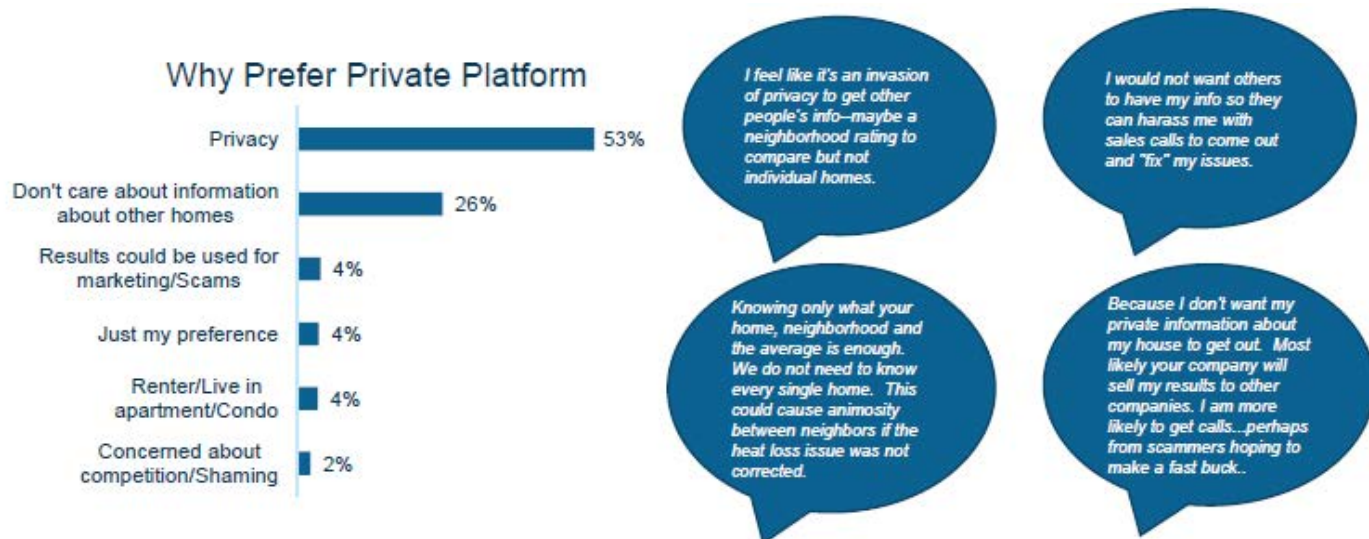 Why Prefer Private Platform
Privacy
53%
Don't care about information
about other homes
26%
Results could be used for
marketing/Scams
4%
Just my preference
4%
Renter/Live in
apartment/Condo
4%
Concerned about
competition/Shaming
2%
I feel like it's an invasion
of privacy to get other
people's info--maybe a
neighborhood rating to
compare but not
individual homes.
I would not want others
to have my info so they
can harass me with
sales calls to come out
and "fix" my issues.
Knowing only what your
home, neighborhood and
the average is enough.
We do not need to know
every single home. This
could cause animosity
between neighbors if the
heat loss issue was not
corrected.
Because I don't want my
private information about
my house to get out. Most
likely your company will
sell my results to other
companies. I am more
likely to get calls...perhaps
from scammers hoping to
make a fast buck..